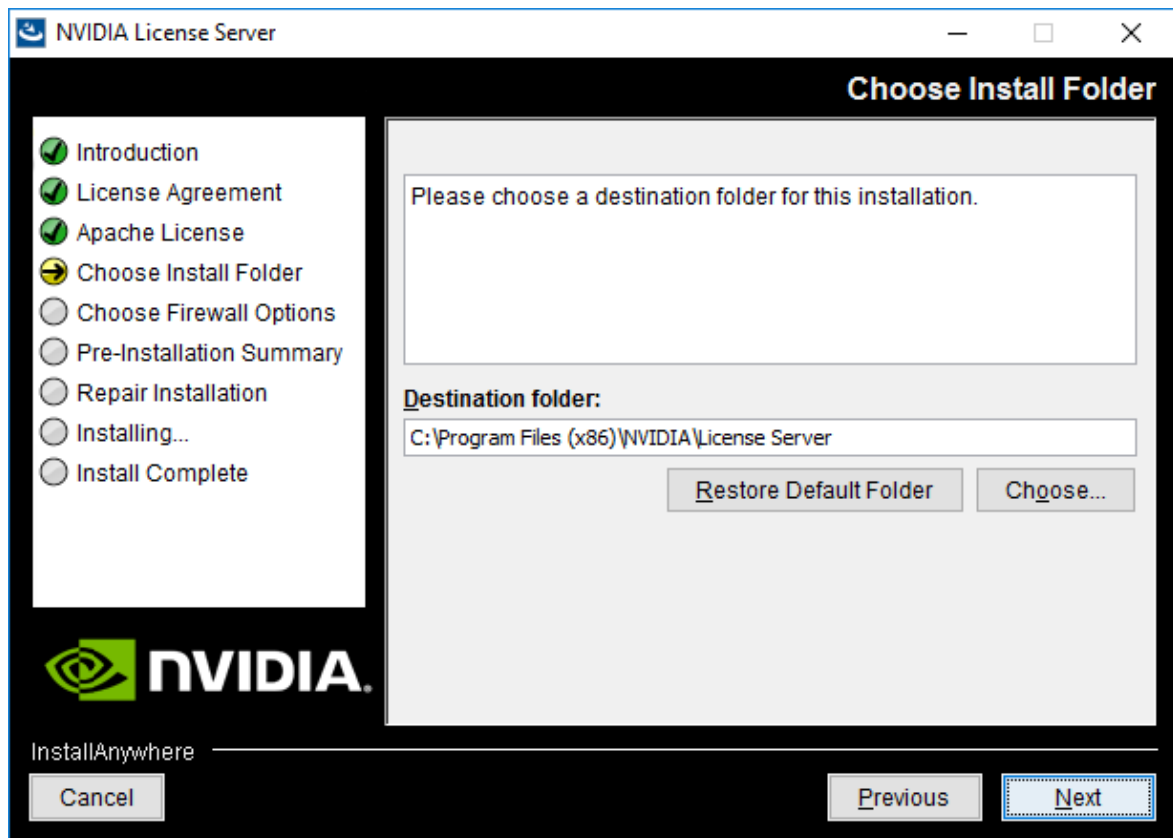 NVIDIA License Server
Choose Install Folder
Introduction
License Agreement
Apache License
Choose Install Folder
Choose Firewall Options
Pre-Installation Summary
Repair Installation
Installing...
Install Complete
Please choose a destination folder for this installation.
Destination folder:
C:\Program Files (x86)\NVIDIA\License Server
Restore Default Folder
Choose...
NVIDIA.
InstallAnywhere
Cancel
Previous
Next